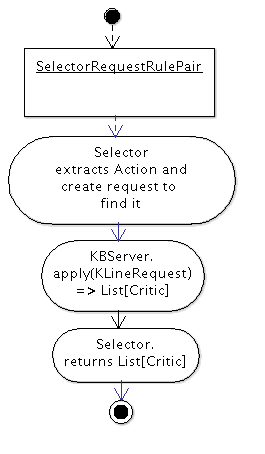 SelectorRequestRulePair
Selector
extracts Action and
create request to
find it
KBServer.
apply(KLineRequest)
=> List[Critic]
Selector.
returns List[Critic]